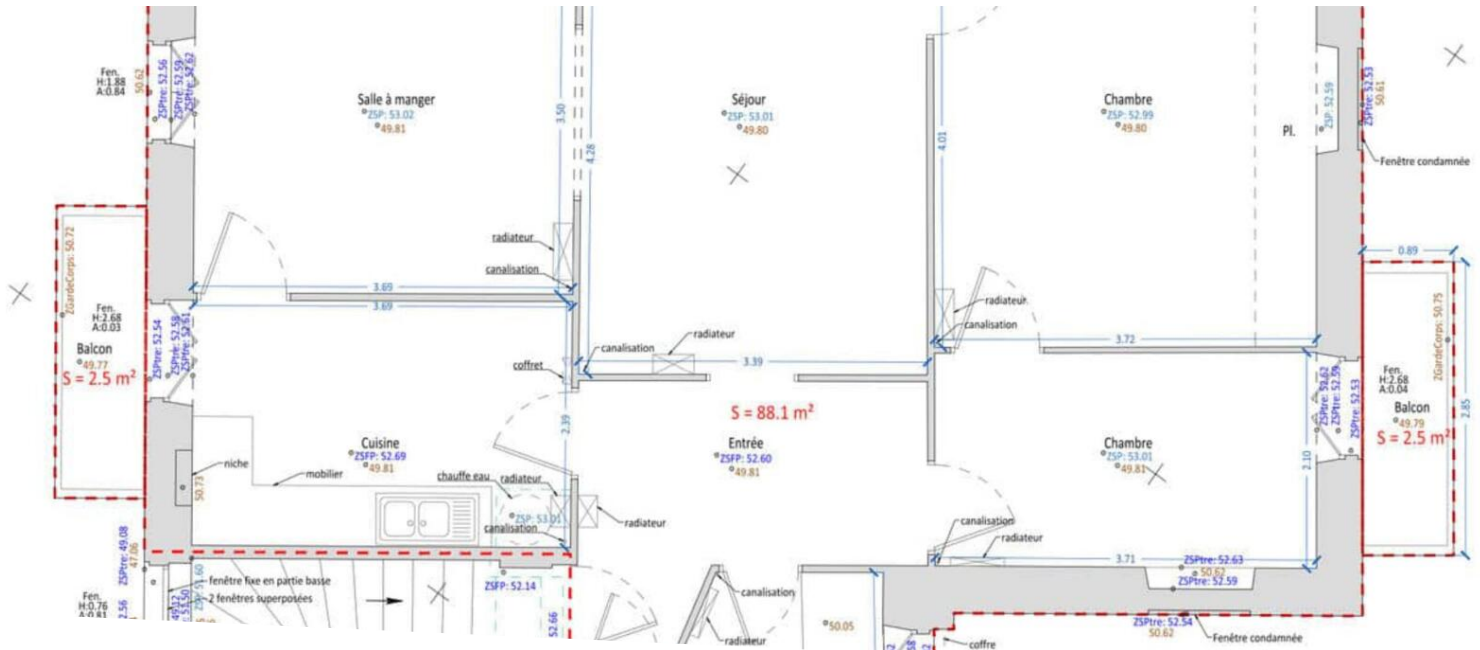 Fen.
H:1.88
A:0.84
50.62
ZSPtre: 52.56
ZSPtre: 52.59
ZSPtre: 52.62
Salle à manger
ZSP: 53.02
49.81
3.50
4.28
Séjour
ZSP: 53.01
49.80
4.01
Chambre
ZSP: 52.99
49.80
Pl.
ZSP: 52.59
ZSPtre: 52.53
50.61
Fenêtre condamnée
radiateur
canalisation
3.69
3.69
ZGardeCorps: 50.72
Fen.
H:2.68
A:0.03
Balcon
49.77
S = 2.5 m²
ZSPtre: 52.54
ZSPtre: 52.58
ZSPtre: 52.61
coffret
canalisation
radiateur
3.39
radiateur
canalisation
3.72
0.89
2.85
ZGardeCorps: 50.75
Fen.
H:2.68
A:0.04
Balcon
49.79
S = 2.5 m²
ZSPtre: 52.62
ZSPtre: 52.59
ZSPtre: 52.53
2.39
S = 88.1 m²
Cuisine
ZSFP: 52.69
49.81
Entrée
ZSFP: 52.60
49.81
Chambre
ZSP: 53.01
49.81
2.10
niche
50.73
mobilier
chauffe eau
radiateur
ZSP: 53.01
canalisation
radiateur
canalisation
radiateur
3.71
ZSPtre: 52.63
50.62
ZSPtre: 52.59
ZSPtre: 49.08
47.06
fenêtre fixe en partie basse
2 fenêtres superposées
ZSFP: 52.14
52.66
Fen.
H:0.76
A:0.81
2.56
49.12
51.50
canalisation
radiateur
50.05
ZSPtre: 52.54
50.62
Fenêtre condamnée
coffre